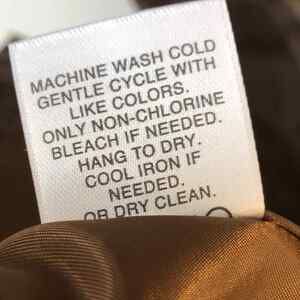 MACHINE WASH COLD
GENTLE CYCLE WITH
LIKE COLORS.
ONLY NON-CHLORINE
BLEACH IF NEEDED.
HANG TO DRY.
COOL IRON IF
NEEDED.
OR DRY CLEAN.